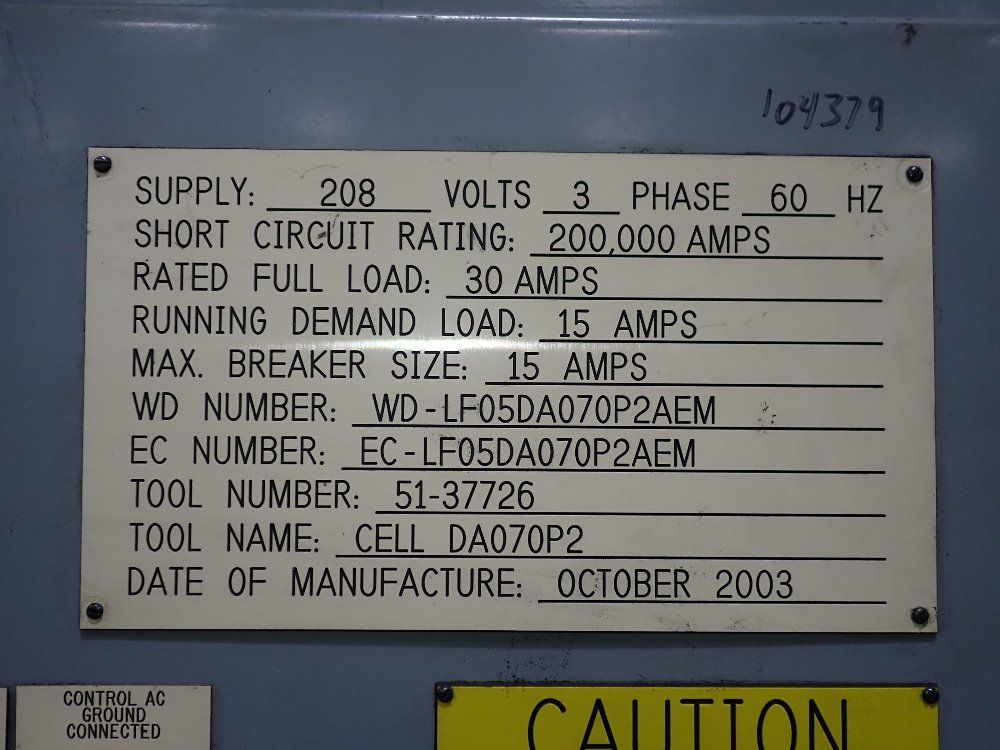 104379
SUPPLY: 208 VOLTS 3 PHASE 60 HZ
SHORT CIRCUIT RATING: 200,000 AMPS
RATED FULL LOAD: 30 AMPS
RUNNING DEMAND LOAD: 15 AMPS
MAX. BREAKER SIZE: 15 AMPS
WD NUMBER: WD-LF05DA070P2AEM
EC NUMBER: EC-LF05DA070P2AEM
TOOL NUMBER: 51-37726
TOOL NAME: CELL DA070P2
DATE OF MANUFACTURE: OCTOBER 2003
CONTROL AC
GROUND
CONNECTED
CAUTION